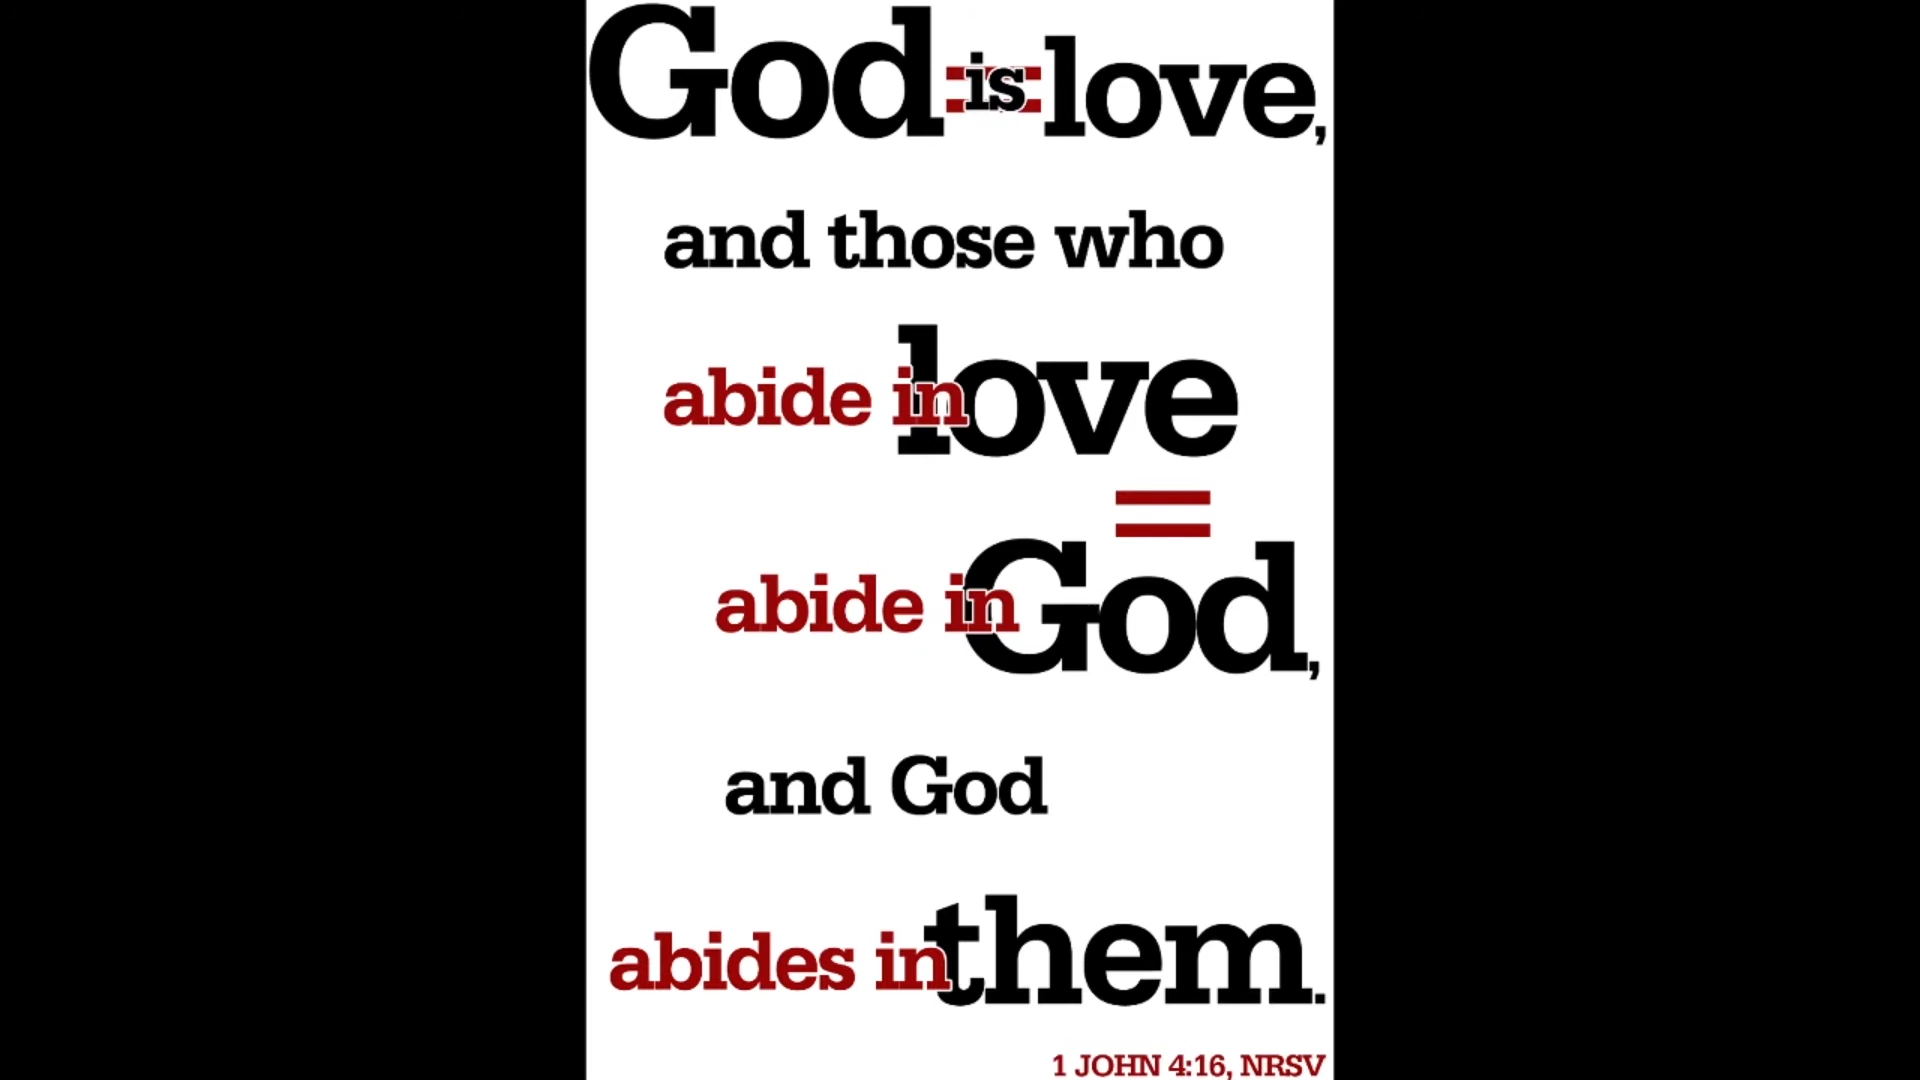 God is love,
and those who
abide in love
=
abide in God,
and God
abides in them.
1 JOHN 4:16, NRSV